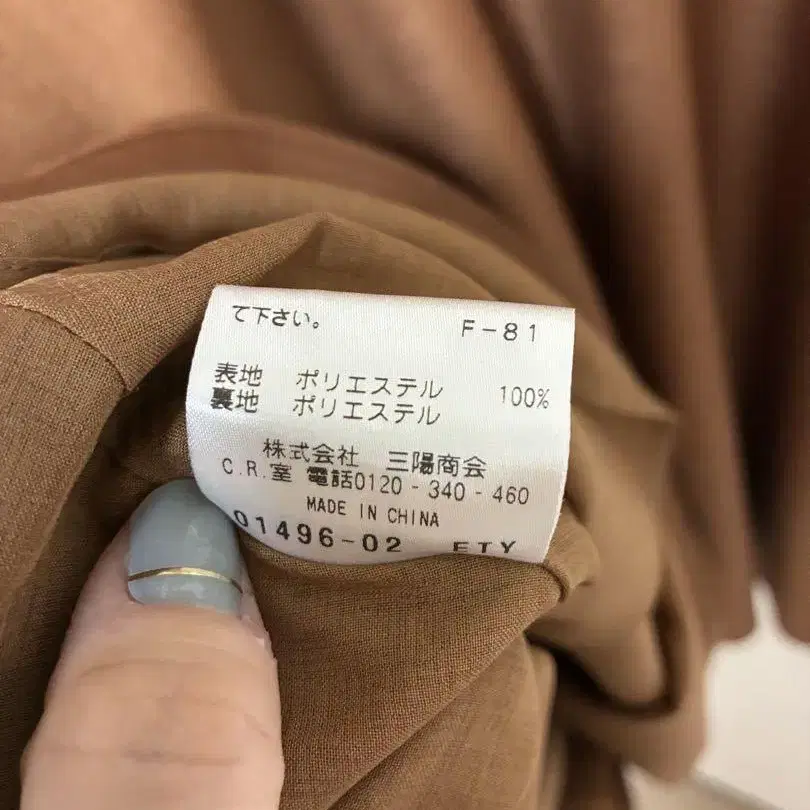 て下さい。 F-81
表地 ポリエステル 100%
裏地 ポリエステル
株式会社 三陽商会
C.R.室 電話0120-340-460
MADE IN CHINA
01496-02 ETY